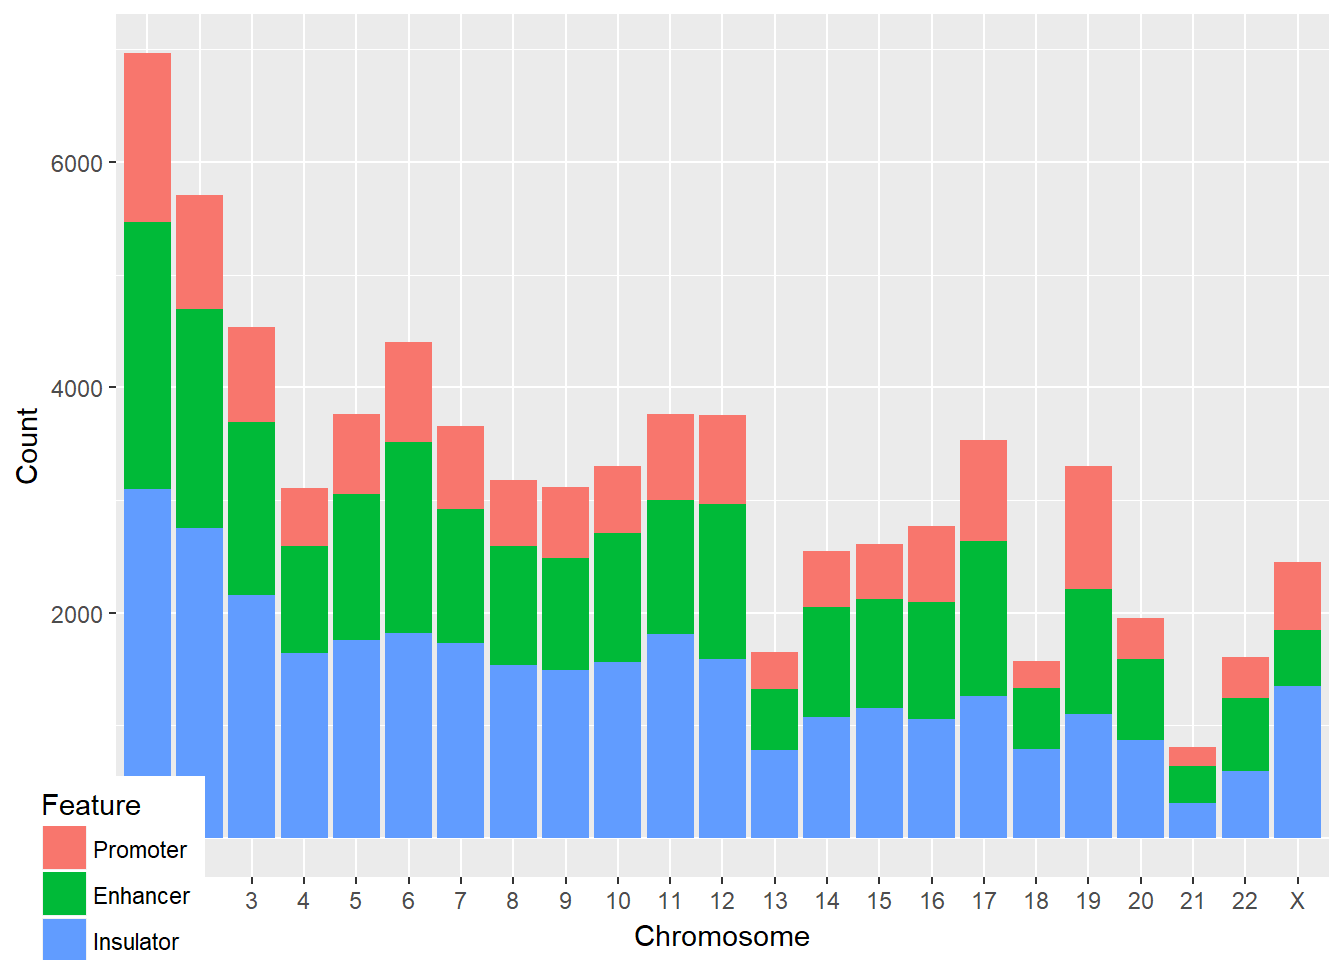 6000
4000
2000
Count
Feature
Promoter
Enhancer
Insulator
3 4 5 6 7 8 9 10 11 12 13 14 15 16 17 18 19 20 21 22 X
Chromosome